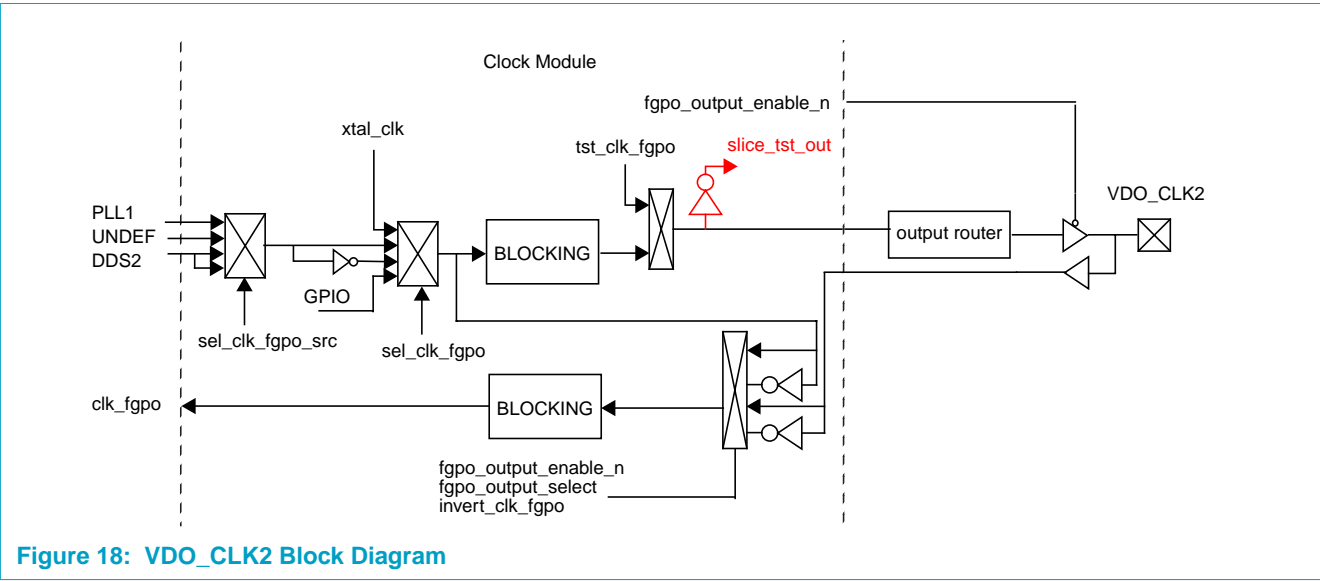 Clock Module
fgpo_output_enable_n
xtal_clk
tst_clk_fgpo
slice_tst_out
VDO_CLK2
PLL1
UNDEF
DDS2
BLOCKING
output router
GPIO
sel_clk_fgpo_src
sel_clk_fgpo
clk_fgpo
BLOCKING
fgpo_output_enable_n
fgpo_output_select
invert_clk_fgpo
Figure 18: VDO_CLK2 Block Diagram